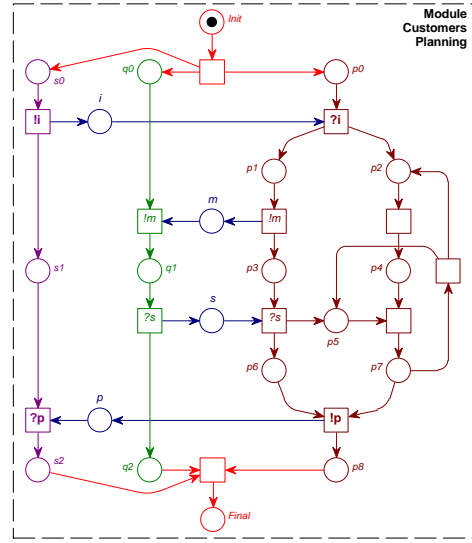 Module
Customers
Planning
Init
s0
q0
p0
i
!i
?i
p1
p2
m
!m
!m
s1
q1
p3
p4
s
?s
?s
p5
p6
p7
p
?p
!p
s2
q2
p8
Final